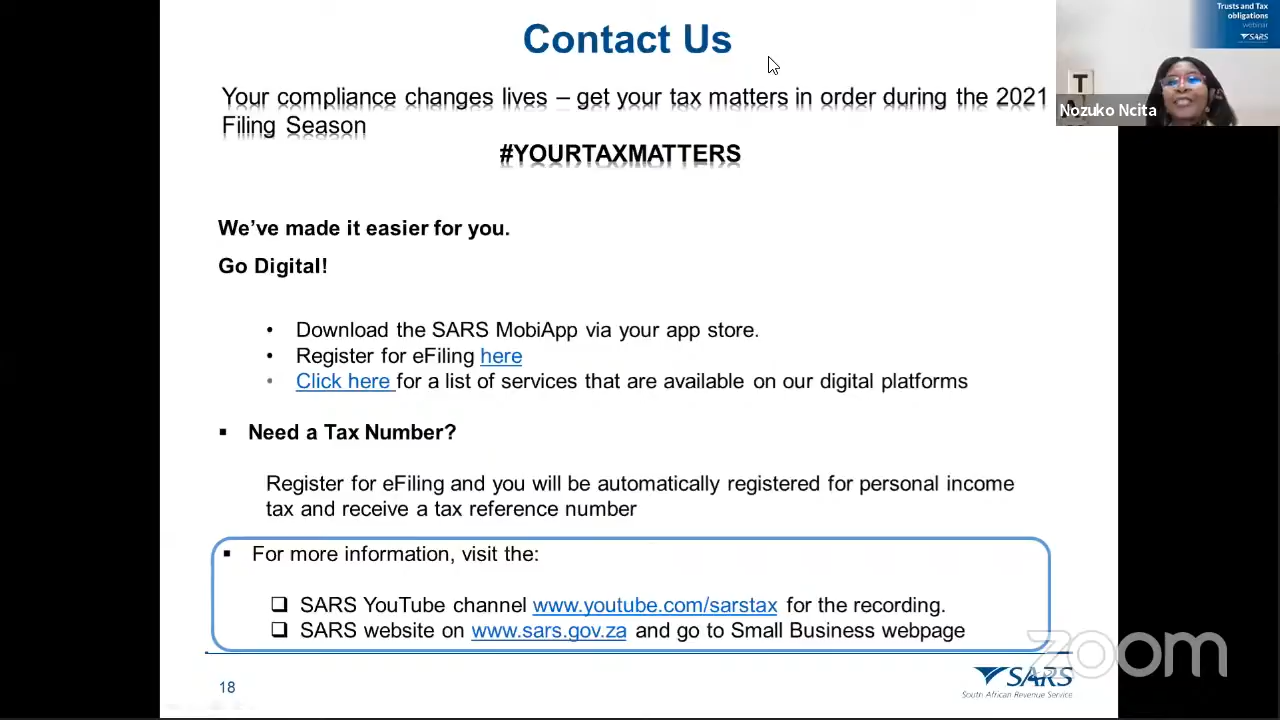 Contact Us
Trusts and Tax
obligations
webinar
SARS
T
Nozuko Ncita
Your compliance changes lives – get your tax matters in order during the 2021
Filing Season
#YOURTAXMATTERS
We've made it easier for you.
Go Digital!
• Download the SARS MobiApp via your app store.
• Register for eFiling here
• Click here for a list of services that are available on our digital platforms
▪ Need a Tax Number?
Register for eFiling and you will be automatically registered for personal income
tax and receive a tax reference number
▪ For more information, visit the:
❑ SARS YouTube channel www.youtube.com/sarstax for the recording.
❑ SARS website on www.sars.gov.za and go to Small Business webpage
zoom
18
SARS
South African Revenue Service